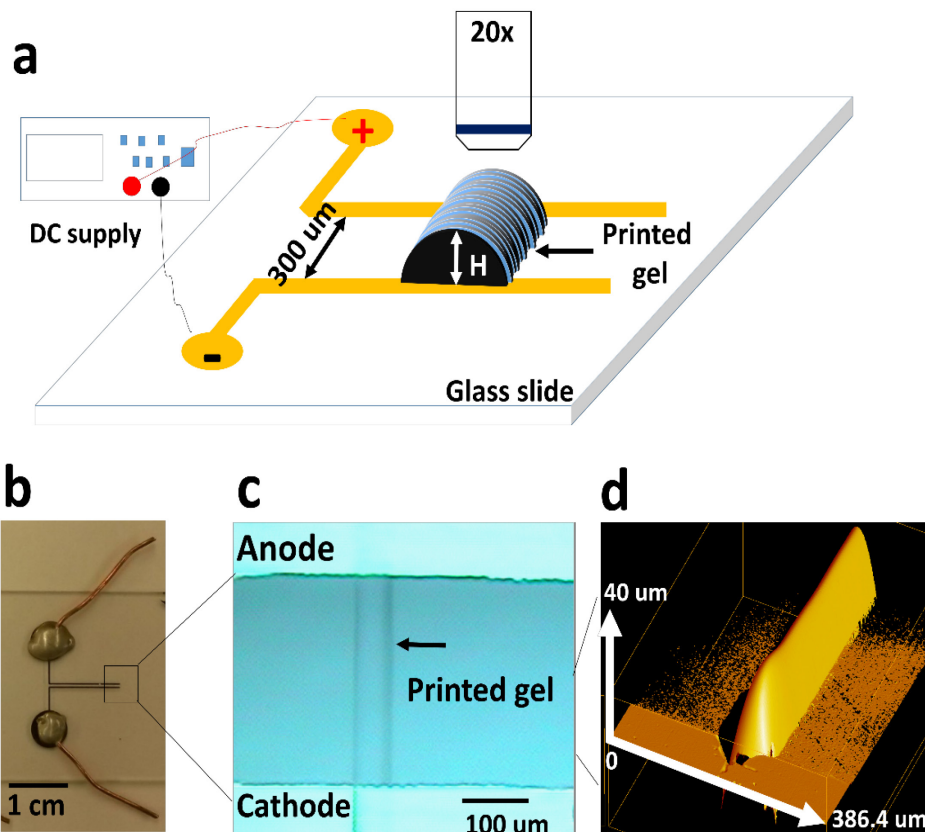 a
20x
+
DC supply
300 um
H
Printed
gel
-
Glass slide
b
c
d
Anode
40 um
Printed gel
0
1 cm
Cathode
100 um
386.4 um